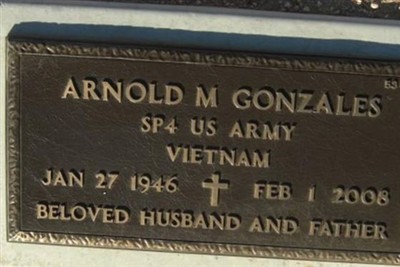 ARNOLD M GONZALES
SP4 US ARMY
VIETNAM
JAN 27 1946 FEB 1 2008
BELOVED HUSBAND AND FATHER